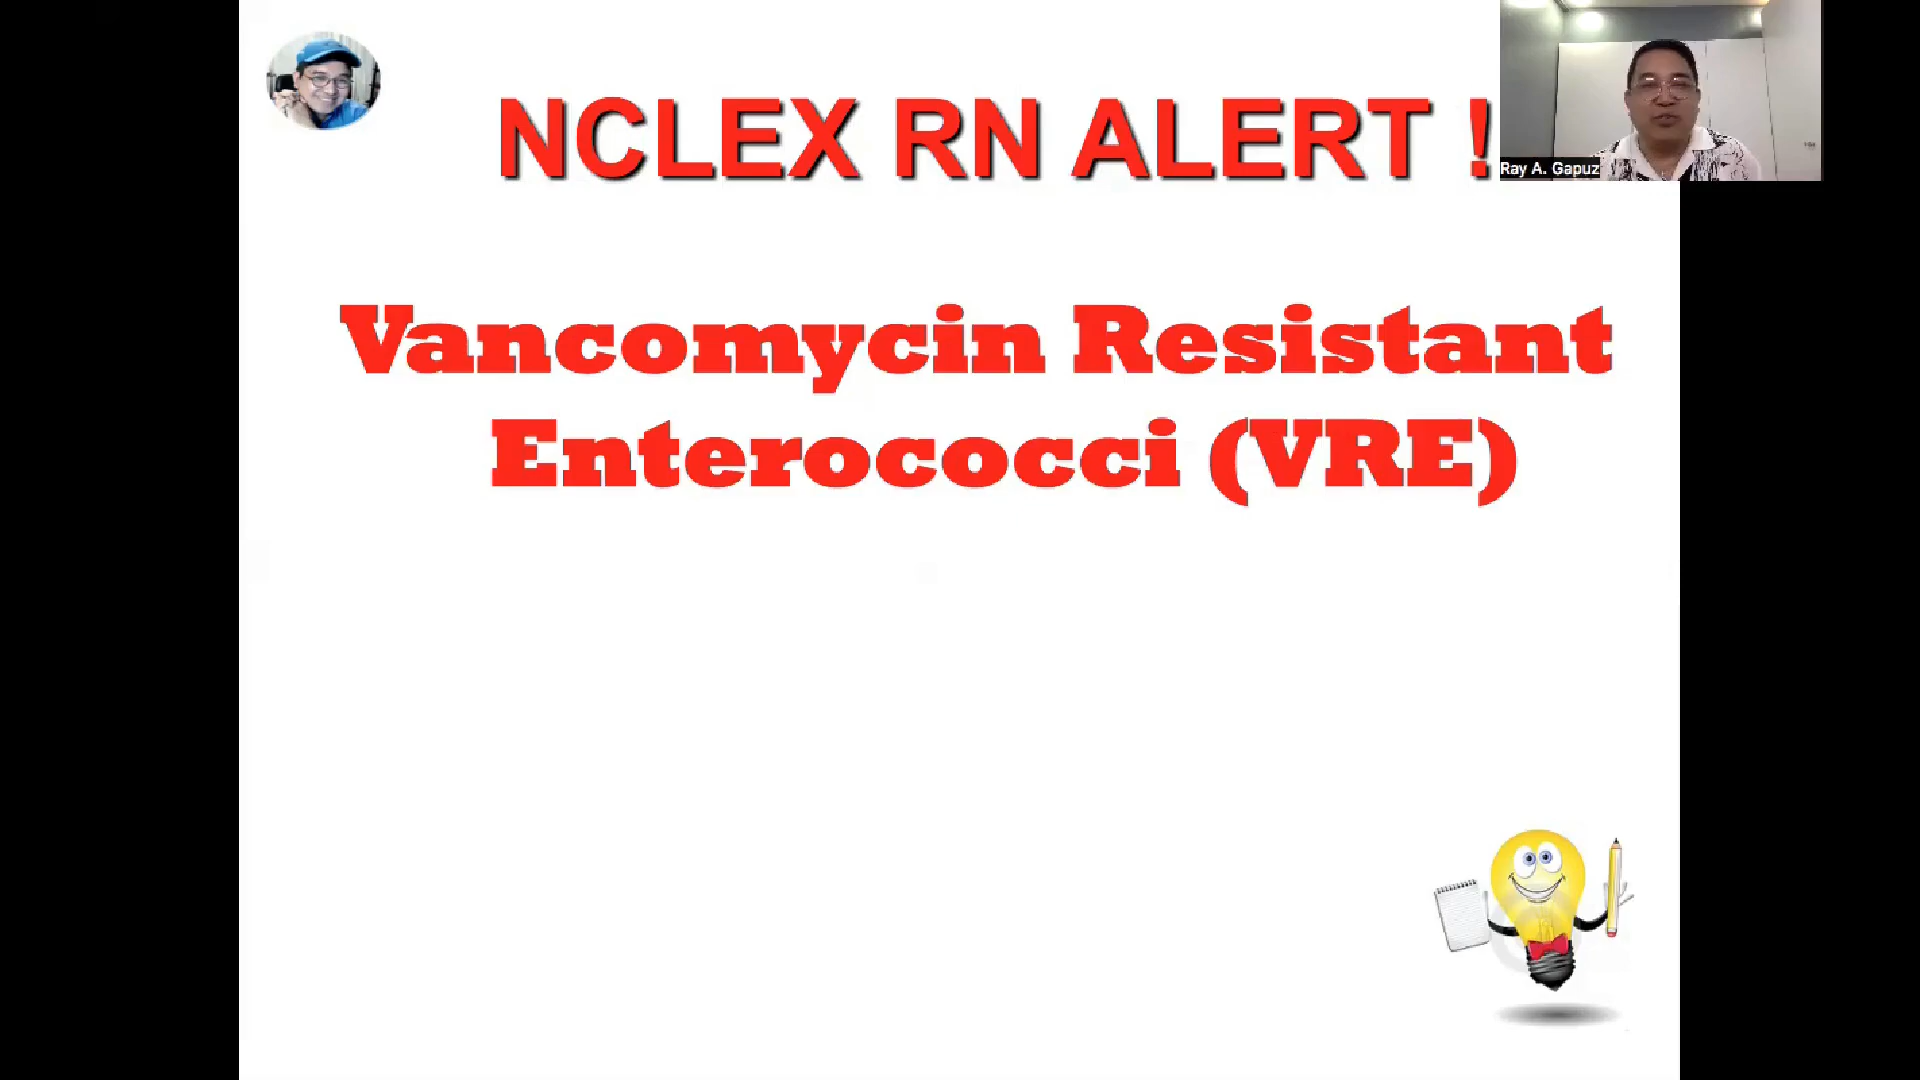 NCLEX RN ALERT !
Ray A. Gapuz
Vancomycin Resistant
Enterococci (VRE)